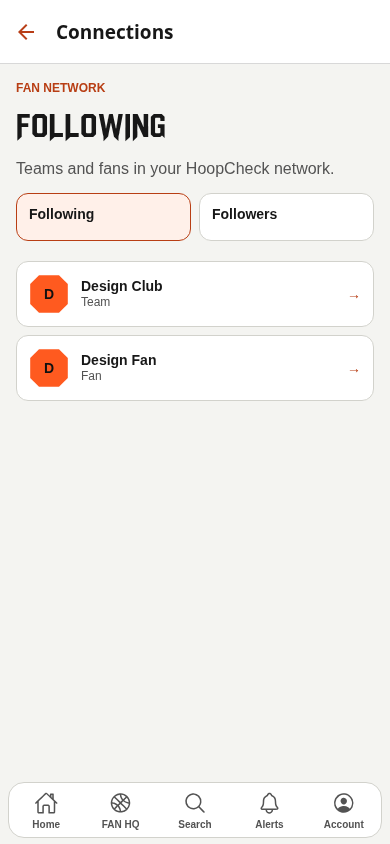 Connections
FAN NETWORK
FOLLOWING
Teams and fans in your HoopCheck network.
Following
Followers
D
Design Club
Team
→
D
Design Fan
Fan
→
Home
FAN HQ
Search
Alerts
Account